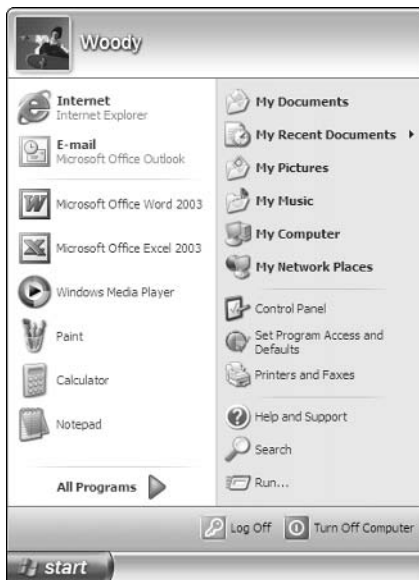 Woody
Internet
Internet Explorer
E-mail
Microsoft Office Outlook
Microsoft Office Word 2003
Microsoft Office Excel 2003
Windows Media Player
Paint
Calculator
Notepad
All Programs
My Documents
My Recent Documents
My Pictures
My Music
My Computer
My Network Places
Control Panel
Set Program Access and
Defaults
Printers and Faxes
Help and Support
Search
Run...
Log Off
Turn Off Computer
start